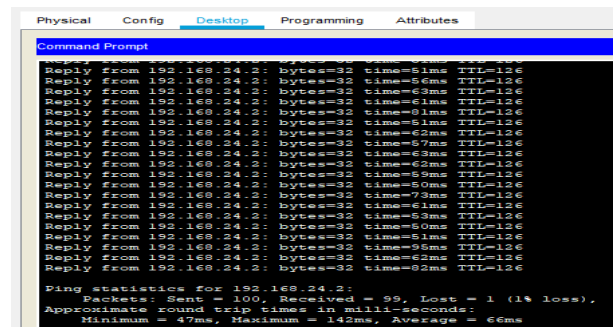 Physical Config Desktop Programming Attributes
Command Prompt
Reply from 192.168.24.2: bytes=32 time=51ms TTL=126
Reply from 192.168.24.2: bytes=32 time=56ms TTL=126
Reply from 192.168.24.2: bytes=32 time=63ms TTL=126
Reply from 192.168.24.2: bytes=32 time=61ms TTL=126
Reply from 192.168.24.2: bytes=32 time=81ms TTL=126
Reply from 192.168.24.2: bytes=32 time=51ms TTL=126
Reply from 192.168.24.2: bytes=32 time=62ms TTL=126
Reply from 192.168.24.2: bytes=32 time=57ms TTL=126
Reply from 192.168.24.2: bytes=32 time=63ms TTL=126
Reply from 192.168.24.2: bytes=32 time=62ms TTL=126
Reply from 192.168.24.2: bytes=32 time=59ms TTL=126
Reply from 192.168.24.2: bytes=32 time=50ms TTL=126
Reply from 192.168.24.2: bytes=32 time=73ms TTL=126
Reply from 192.168.24.2: bytes=32 time=61ms TTL=126
Reply from 192.168.24.2: bytes=32 time=53ms TTL=126
Reply from 192.168.24.2: bytes=32 time=50ms TTL=126
Reply from 192.168.24.2: bytes=32 time=51ms TTL=126
Reply from 192.168.24.2: bytes=32 time=95ms TTL=126
Reply from 192.168.24.2: bytes=32 time=62ms TTL=126
Reply from 192.168.24.2: bytes=32 time=82ms TTL=126
Ping statistics for 192.168.24.2:
Packets: Sent = 100, Received = 99, Lost = 1 (1% loss),
Approximate round trip times in milli-seconds:
Minimum = 47ms, Maximum = 142ms, Average = 66ms